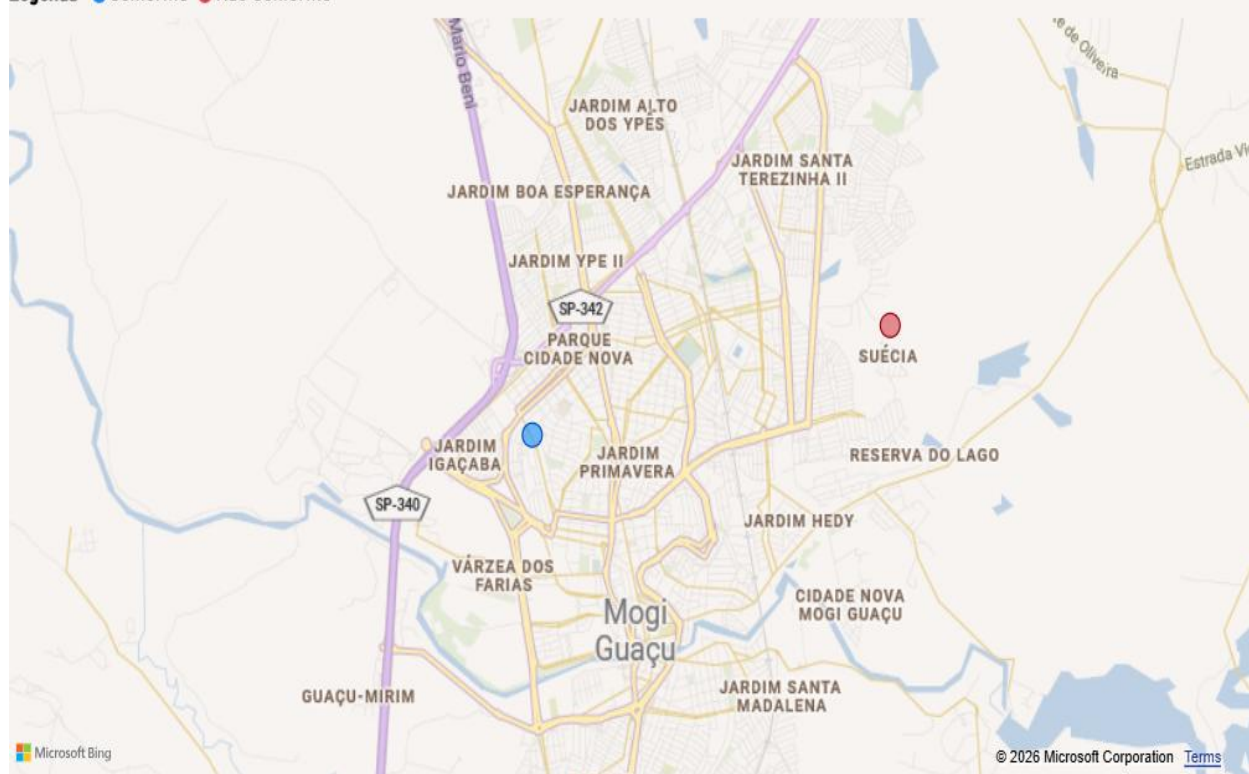 Mario Beni
te de Oliveira
JARDIM ALTO
DOS YPÊS
JARDIM SANTA
TEREZINHA II
Estrada Vi
JARDIM BOA ESPERANÇA
JARDIM YPE II
SP-342
PARQUE
CIDADE NOVA
SUÉCIA
JARDIM
IGAÇABA
JARDIM
PRIMAVERA
RESERVA DO LAGO
SP-340
JARDIM HEDY
VÁRZEA DOS
FARIAS
CIDADE NOVA
MOGI GUAÇU
Mogi
Guaçu
JARDIM SANTA
MADALENA
GUAÇU-MIRIM
Microsoft Bing
© 2026 Microsoft Corporation Terms